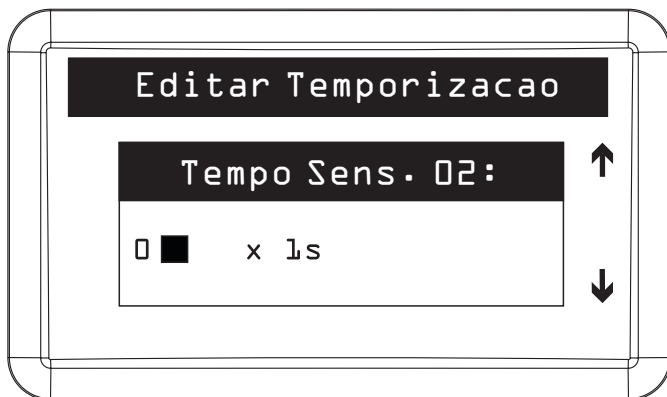 Editar Temporizacao
Tempo Sens. 02:
0■ x 1s